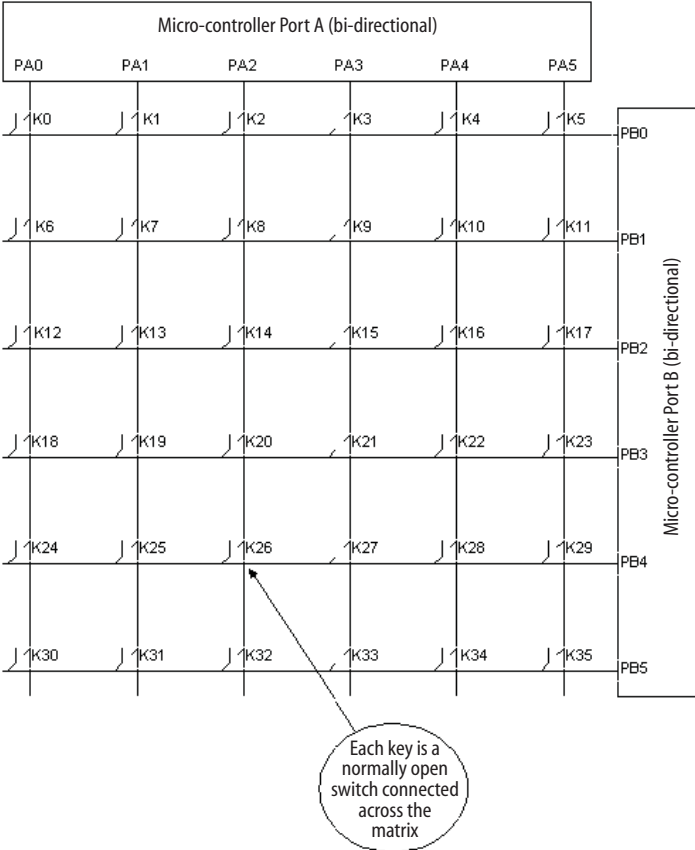 Micro-controller Port A (bi-directional)
PA0 PA1 PA2 PA3 PA4 PA5
K0 K1 K2 K3 K4 K5
PB0
K6 K7 K8 K9 K10 K11
PB1
K12 K13 K14 K15 K16 K17
PB2
K18 K19 K20 K21 K22 K23
PB3
K24 K25 K26 K27 K28 K29
PB4
K30 K31 K32 K33 K34 K35
PB5
Micro-controller Port B (bi-directional)
Each key is a
normally open
switch connected
across the
matrix